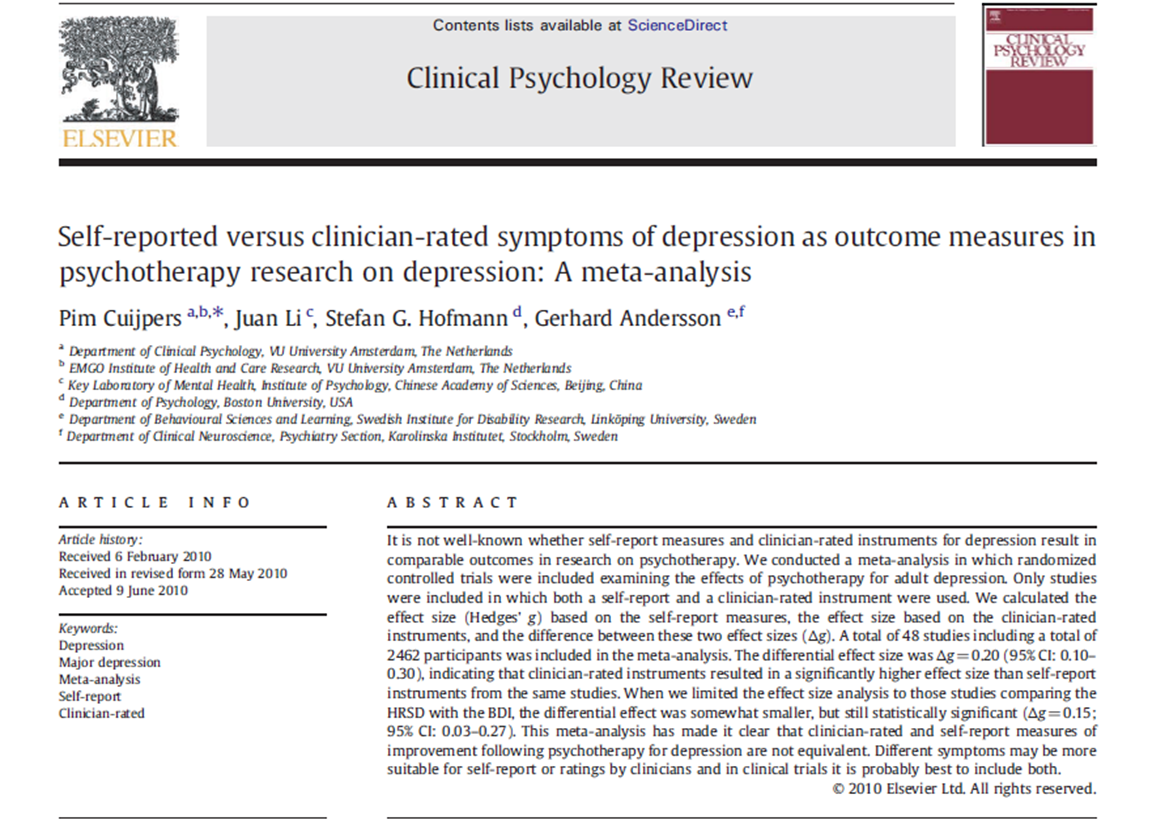 Contents lists available at ScienceDirect
Clinical Psychology Review
ELSEVIER
CLINICAL
PSYCHOLOGY
REVIEW
Self-reported versus clinician-rated symptoms of depression as outcome measures in
psychotherapy research on depression: A meta-analysis
Pim Cuijpers a,b,*, Juan Li c, Stefan G. Hofmann d, Gerhard Andersson e,f
a Department of Clinical Psychology, VU University Amsterdam, The Netherlands
b EMGO Institute of Health and Care Research, VU University Amsterdam, The Netherlands
c Key Laboratory of Mental Health, Institute of Psychology, Chinese Academy of Sciences, Beijing, China
d Department of Psychology, Boston University, USA
e Department of Behavioural Sciences and Learning, Swedish Institute for Disability Research, Linköping University, Sweden
f Department of Clinical Neuroscience, Psychiatry Section, Karolinska Institutet, Stockholm, Sweden
ARTICLE INFO
Article history:
Received 6 February 2010
Received in revised form 28 May 2010
Accepted 9 June 2010
Keywords:
Depression
Major depression
Meta-analysis
Self-report
Clinician-rated
ABSTRACT
It is not well-known whether self-report measures and clinician-rated instruments for depression result in
comparable outcomes in research on psychotherapy. We conducted a meta-analysis in which randomized
controlled trials were included examining the effects of psychotherapy for adult depression. Only studies
were included in which both a self-report and a clinician-rated instrument were used. We calculated the
effect size (Hedges' g) based on the self-report measures, the effect size based on the clinician-rated
instruments, and the difference between these two effect sizes (Δg). A total of 48 studies including a total of
2462 participants was included in the meta-analysis. The differential effect size was Δg=0.20 (95% CI: 0.10–
0.30), indicating that clinician-rated instruments resulted in a significantly higher effect size than self-report
instruments from the same studies. When we limited the effect size analysis to those studies comparing the
HRSD with the BDI, the differential effect was somewhat smaller, but still statistically significant (Δg=0.15;
95% CI: 0.03–0.27). This meta-analysis has made it clear that clinician-rated and self-report measures of
improvement following psychotherapy for depression are not equivalent. Different symptoms may be more
suitable for self-report or ratings by clinicians and in clinical trials it is probably best to include both.
© 2010 Elsevier Ltd. All rights reserved.